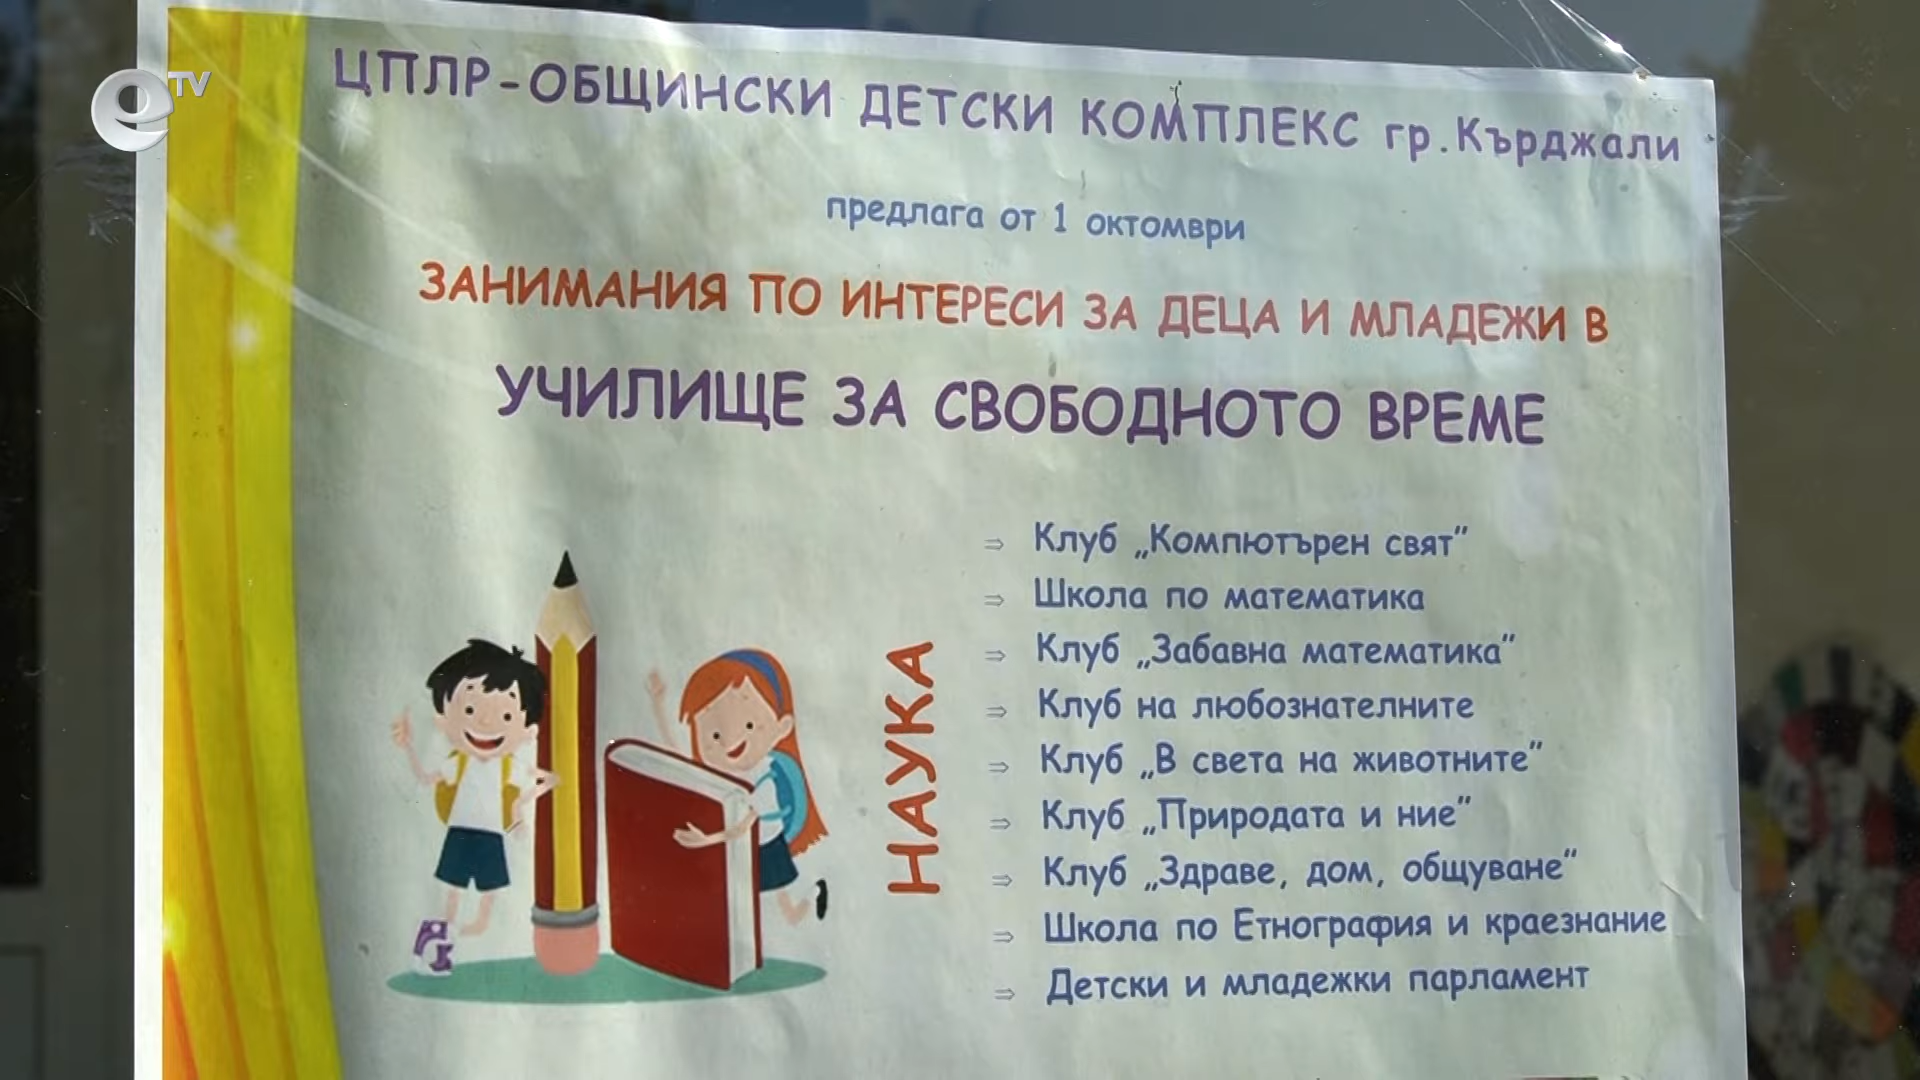 e TV
ЦПЛР-ОБЩИНСКИ ДЕТСКИ КОМПЛЕКС гр.Кърджали
предлага от 1 октомври
ЗАНИМАНИЯ ПО ИНТЕРЕСИ ЗА ДЕЦА И МЛАДЕЖИ В
УЧИЛИЩЕ ЗА СВОБОДНОТО ВРЕМЕ
НАУКА
⇒ Клуб „Компютърен свят”
⇒ Школа по математика
⇒ Клуб „Забавна математика”
⇒ Клуб на любознателните
⇒ Клуб „В света на животните”
⇒ Клуб „Природата и ние”
⇒ Клуб „Здраве, дом, общуване”
⇒ Школа по Етнография и краезнание
⇒ Детски и младежки парламент